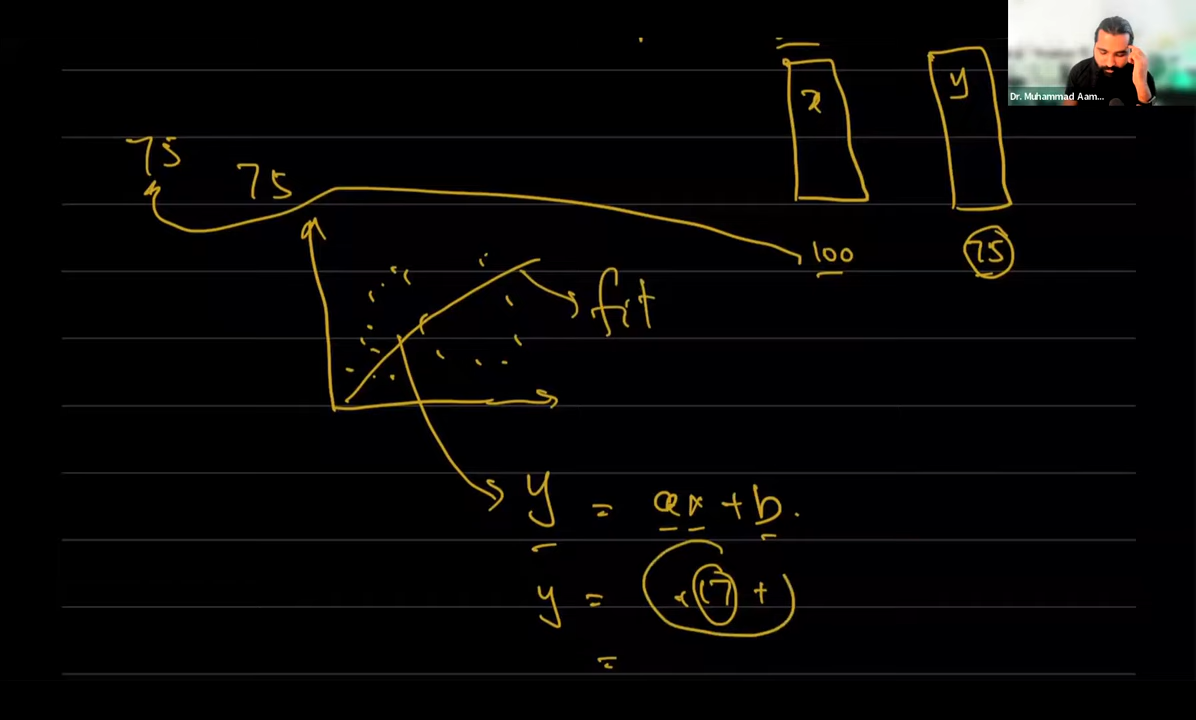 x y
Dr. Muhammad Aam...
75 75
100 75
fit
y = ax + b.
y = ( . 17 + )
=